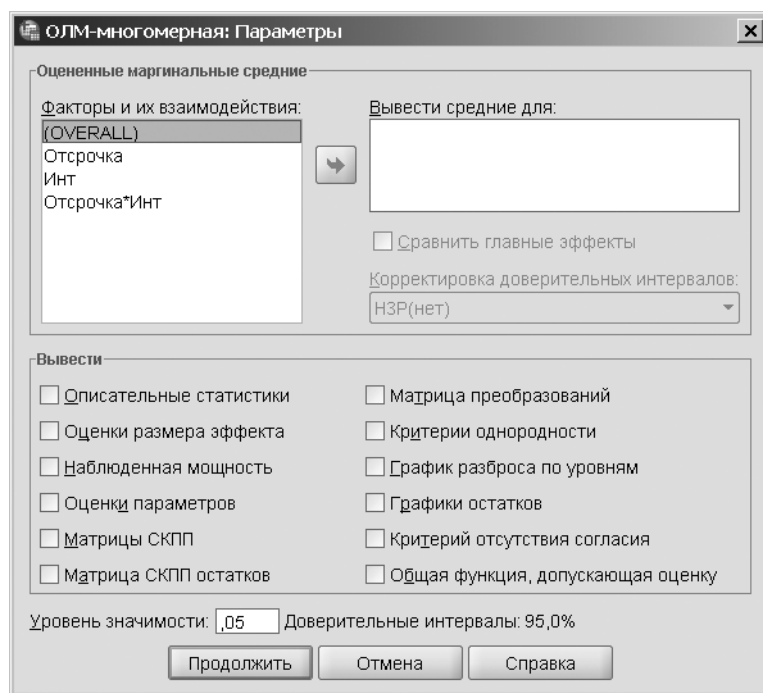 ОЛМ-многомерная: Параметры
Оцененные маргинальные средние
Факторы и их взаимодействия:
(OVERALL)
Отсрочка
Инт
Отсрочка*Инт
Вывести средние для:
Сравнить главные эффекты
Корректировка доверительных интервалов:
НЗР(нет)
Вывести
Описательные статистики
Оценки размера эффекта
Наблюденная мощность
Оценки параметров
Матрицы СКПП
Матрица СКПП остатков
Матрица преобразований
Критерии однородности
График разброса по уровням
Графики остатков
Критерий отсутствия согласия
Общая функция, допускающая оценку
Уровень значимости: ,05 Доверительные интервалы: 95,0%
Продолжить Отмена Справка